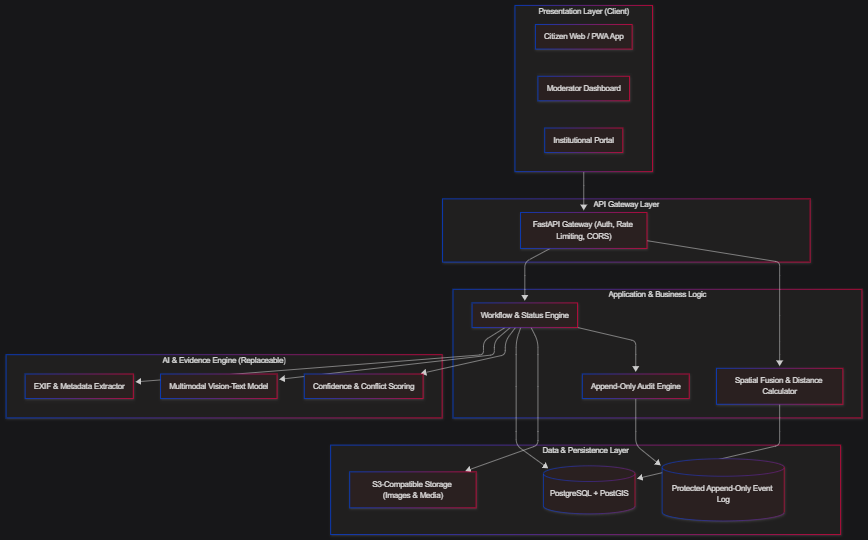 Presentation Layer (Client)
Citizen Web / PWA App
Moderator Dashboard
Institutional Portal
API Gateway Layer
FastAPI Gateway (Auth, Rate
Limiting, CORS)
Application & Business Logic
Workflow & Status Engine
AI & Evidence Engine (Replaceable)
EXIF & Metadata Extractor
Multimodal Vision-Text Model
Confidence & Conflict Scoring
Append-Only Audit Engine
Spatial Fusion & Distance
Calculator
Data & Persistence Layer
S3-Compatible Storage
(Images & Media)
PostgreSQL + PostGIS
Protected Append-Only Event
Log